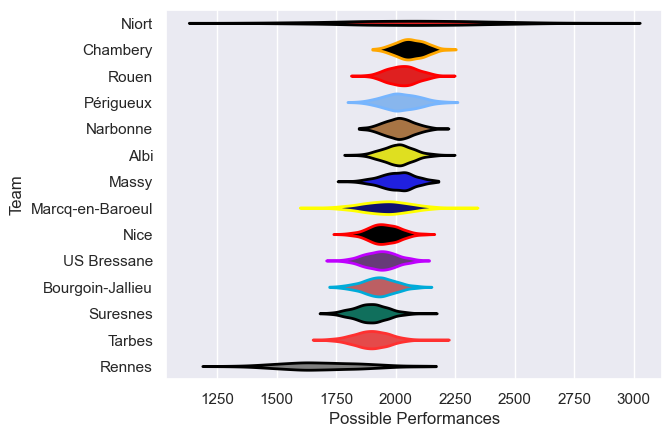 Niort
Chambery
Rouen
Périgueux
Narbonne
Albi
Massy
Marcq-en-Baroeul
Nice
US Bressane
Bourgoin-Jallieu
Suresnes
Tarbes
Rennes
Team
1250 1500 1750 2000 2250 2500 2750 3000
Possible Performances